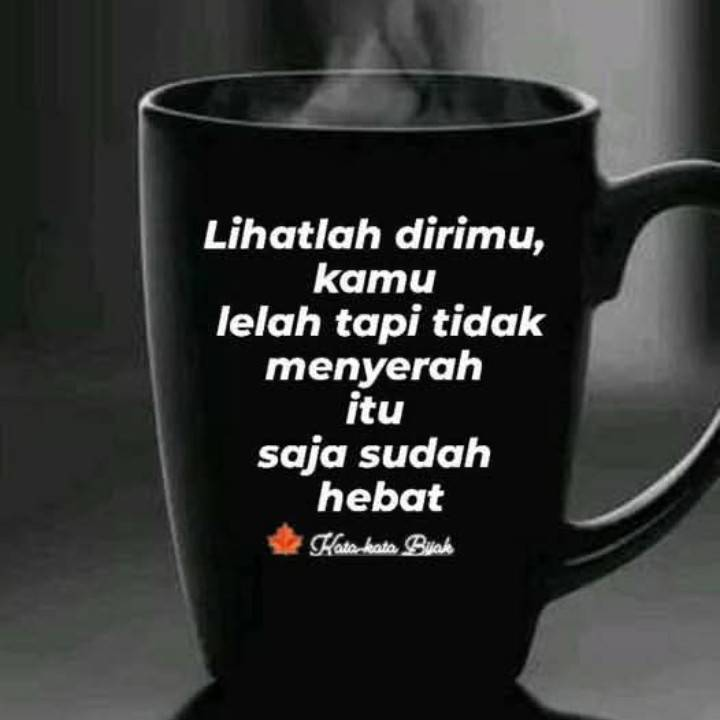 Lihatlah dirimu,
kamu
lelah tapi tidak
menyerah
itu
saja sudah
hebat
Kata-kata Bijak